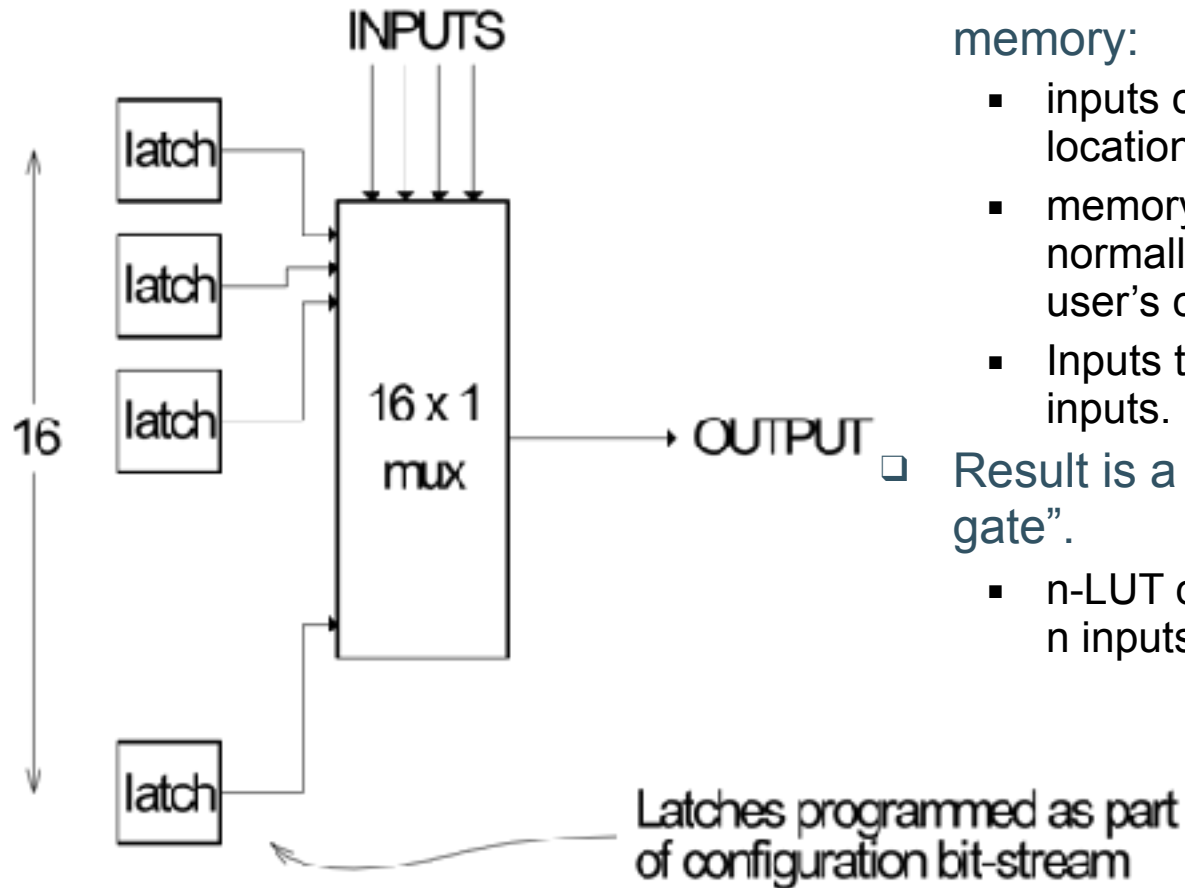 INPUTS
latch
latch
latch
latch
16
16 x 1
mux
OUTPUT
Latches programmed as part
of configuration bit-stream
memory:
▪ inputs
location
▪ memory
normall
user's
▪ Inputs
inputs.
❑ Result is a
gate”.
▪ n-LUT
n inputs